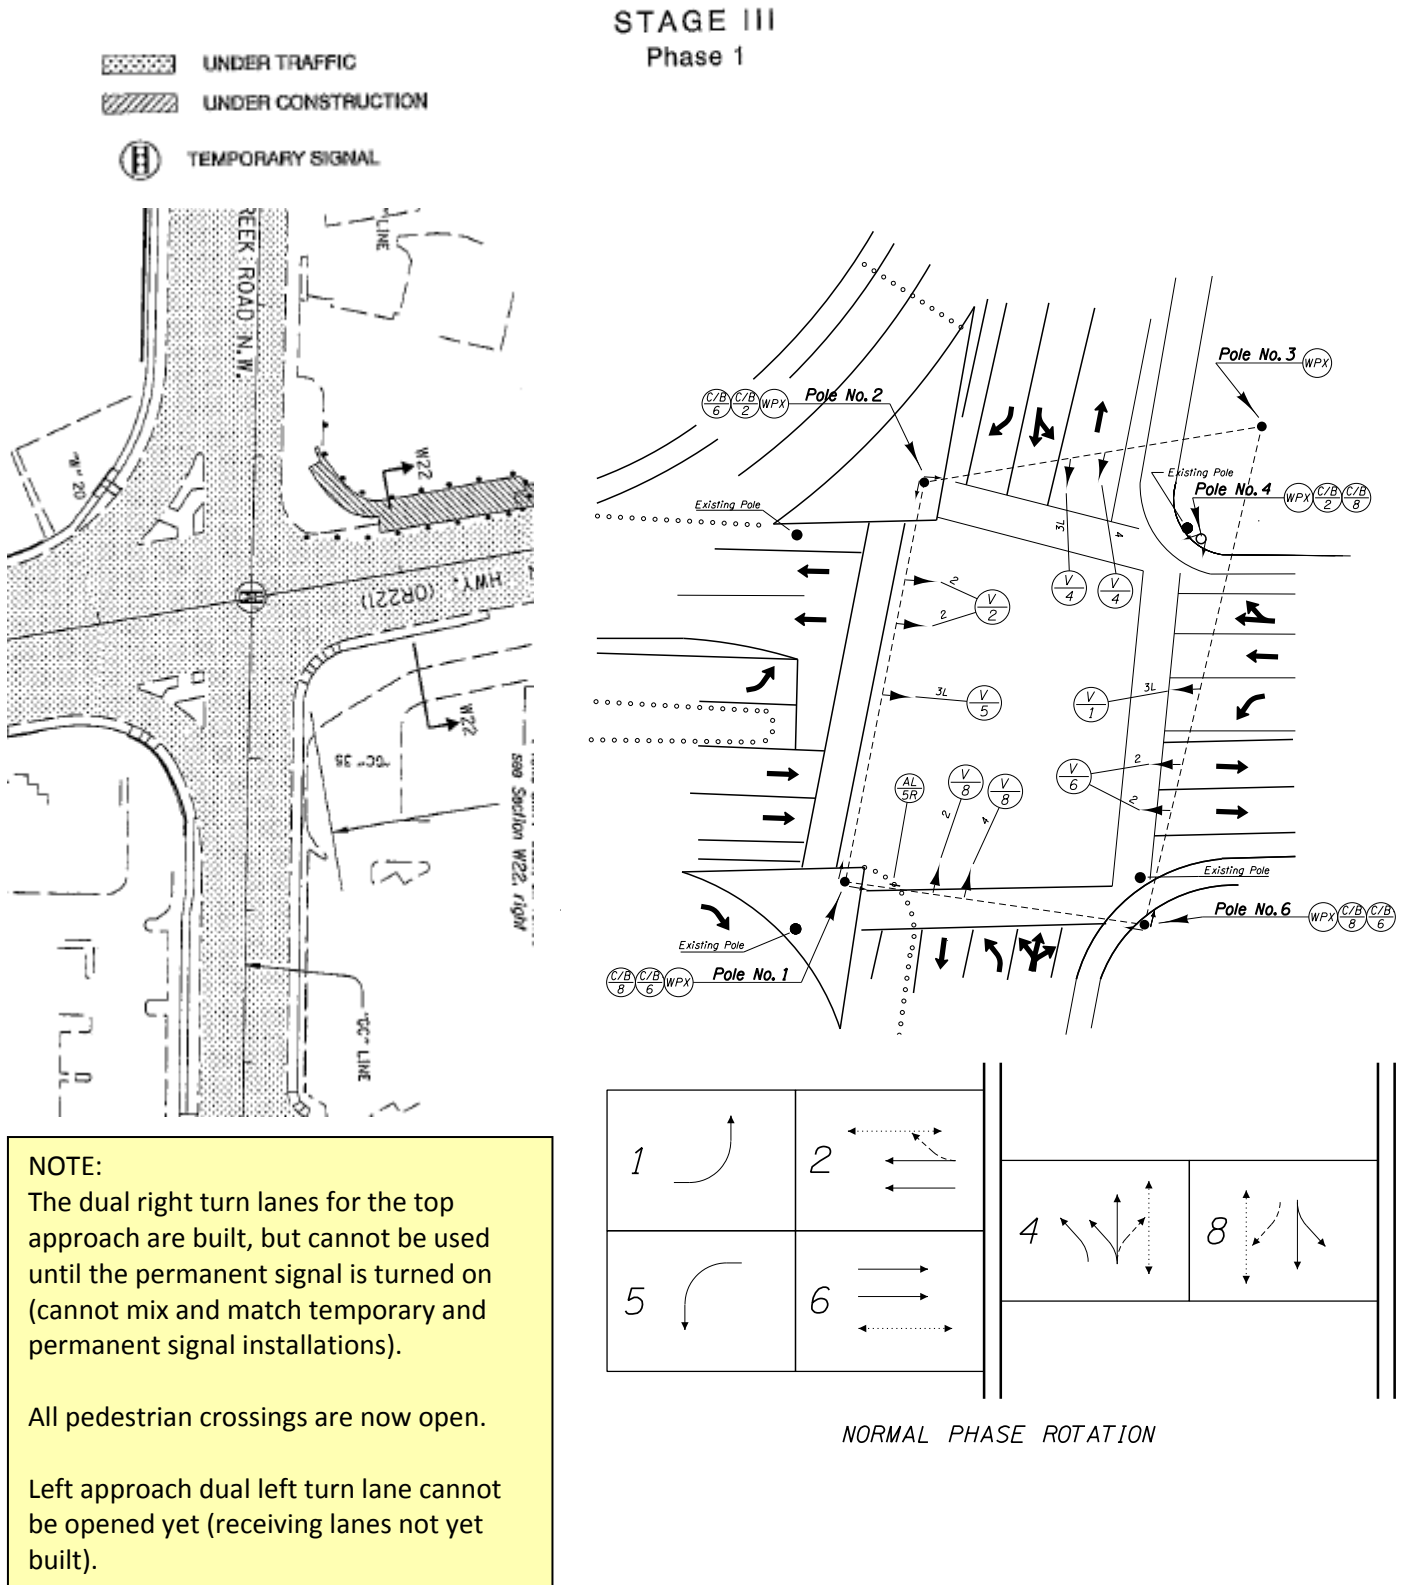 STAGE III
Phase 1
UNDER TRAFFIC
UNDER CONSTRUCTION
TEMPORARY SIGNAL
REEK ROAD N.W.
LINE
"W" 20
W22
HWY. (OR221)
W22
"GC" 35
see Section W22, right
"GC" LINE
Pole No. 3 WPX
C/B 6 C/B 2 WPX Pole No. 2
Existing Pole
Pole No. 4 WPX C/B 2 C/B 8
Existing Pole
3L 4
V 4 V 4
2
2
V 2
3L V 5
3L
V 1
2
V 6
2
AL 5R V 8 V 8
2 4
Existing Pole
Pole No. 6 WPX C/B 8 C/B 6
Existing Pole
C/B 8 C/B 6 WPX Pole No. 1
1 2
4 8
5 6
NORMAL PHASE ROTATION
NOTE:
The dual right turn lanes for the top
approach are built, but cannot be used
until the permanent signal is turned on
(cannot mix and match temporary and
permanent signal installations).
All pedestrian crossings are now open.
Left approach dual left turn lane cannot
be opened yet (receiving lanes not yet
built).